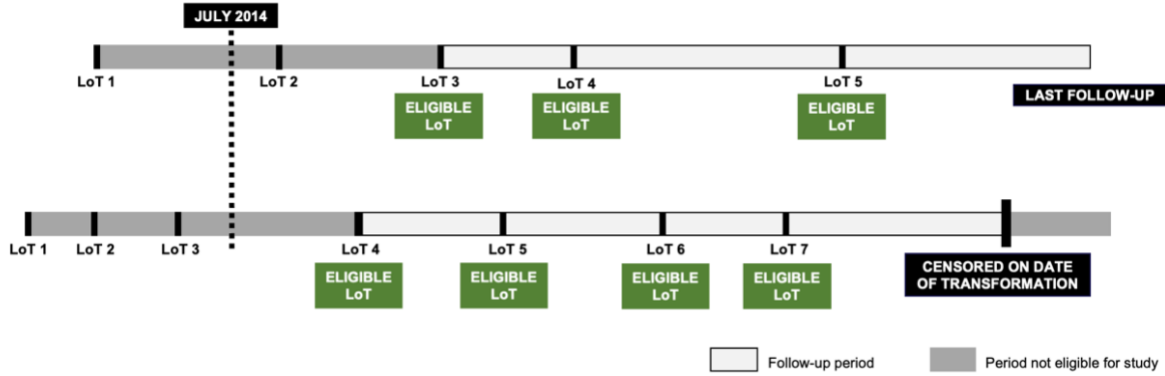 JULY 2014
LoT 1
LoT 2
LoT 3
LoT 4
LoT 5
ELIGIBLE
LoT
ELIGIBLE
LoT
ELIGIBLE
LoT
LAST FOLLOW-UP
LoT 1
LoT 2
LoT 3
LoT 4
LoT 5
LoT 6
LoT 7
ELIGIBLE
LoT
ELIGIBLE
LoT
ELIGIBLE
LoT
ELIGIBLE
LoT
CENSORED ON DATE
OF TRANSFORMATION
Follow-up period
Period not eligible for study